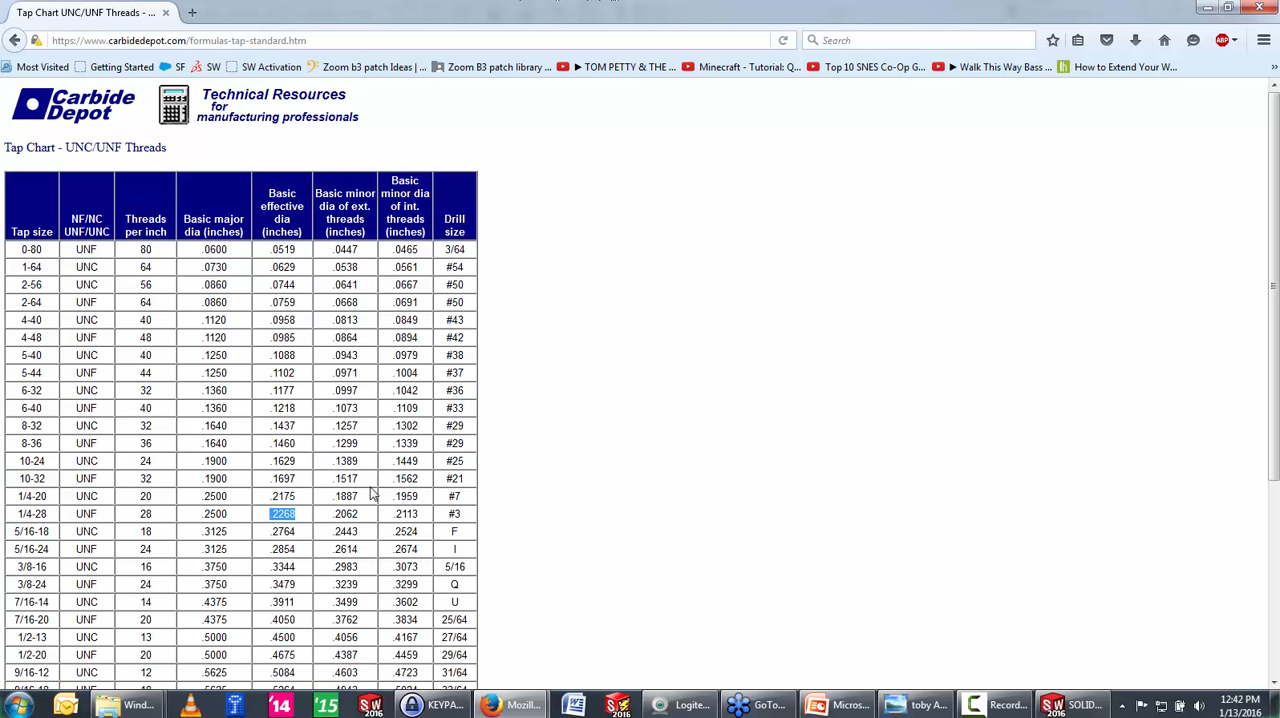 Tap Chart UNC/UNF Threads - ...
https://www.carbidedepot.com/formulas-tap-standard.htm
Search
ABP
Most Visited Getting Started SF SW SW Activation Zoom b3 patch Ideas | ... Zoom B3 patch library ... ▶ TOM PETTY & THE ... Minecraft - Tutorial: Q... Top 10 SNES Co-Op G... ▶ Walk This Way Bass ... How to Extend Your W... »
Carbide Depot
Technical Resources
for
manufacturing professionals
Tap Chart - UNC/UNF Threads
Tap size NF/NC UNF/UNC Threads per inch Basic major dia (inches) Basic effective dia (inches) Basic minor dia of ext. threads (inches) Basic minor dia of int. threads (inches) Drill size
0-80 UNF 80 .0600 .0519 .0447 .0465 3/64
1-64 UNC 64 .0730 .0629 .0538 .0561 #54
2-56 UNC 56 .0860 .0744 .0641 .0667 #50
2-64 UNF 64 .0860 .0759 .0668 .0691 #50
4-40 UNC 40 .1120 .0958 .0813 .0849 #43
4-48 UNF 48 .1120 .0985 .0864 .0894 #42
5-40 UNC 40 .1250 .1088 .0943 .0979 #38
5-44 UNF 44 .1250 .1102 .0971 .1004 #37
6-32 UNC 32 .1360 .1177 .0997 .1042 #36
6-40 UNF 40 .1360 .1218 .1073 .1109 #33
8-32 UNC 32 .1640 .1437 .1257 .1302 #29
8-36 UNF 36 .1640 .1460 .1299 .1339 #29
10-24 UNC 24 .1900 .1629 .1389 .1449 #25
10-32 UNF 32 .1900 .1697 .1517 .1562 #21
1/4-20 UNC 20 .2500 .2175 .1887 .1959 #7
1/4-28 UNF 28 .2500 .2268 .2062 .2113 #3
5/16-18 UNC 18 .3125 .2764 .2443 .2524 F
5/16-24 UNF 24 .3125 .2854 .2614 .2674 I
3/8-16 UNC 16 .3750 .3344 .2983 .3073 5/16
3/8-24 UNF 24 .3750 .3479 .3239 .3299 Q
7/16-14 UNC 14 .4375 .3911 .3499 .3602 U
7/16-20 UNF 20 .4375 .4050 .3762 .3834 25/64
1/2-13 UNC 13 .5000 .4500 .4056 .4167 27/64
1/2-20 UNF 20 .5000 .4675 .4387 .4459 29/64
9/16-12 UNC 12 .5625 .5084 .4603 .4723 31/64
Wind... 14 '15 SW 2016 KEYPA... Mozill... 2016 Logite... GoTo... Micros... toby A... Record... SW 2016 SOLID... 12:42 PM
1/13/2016